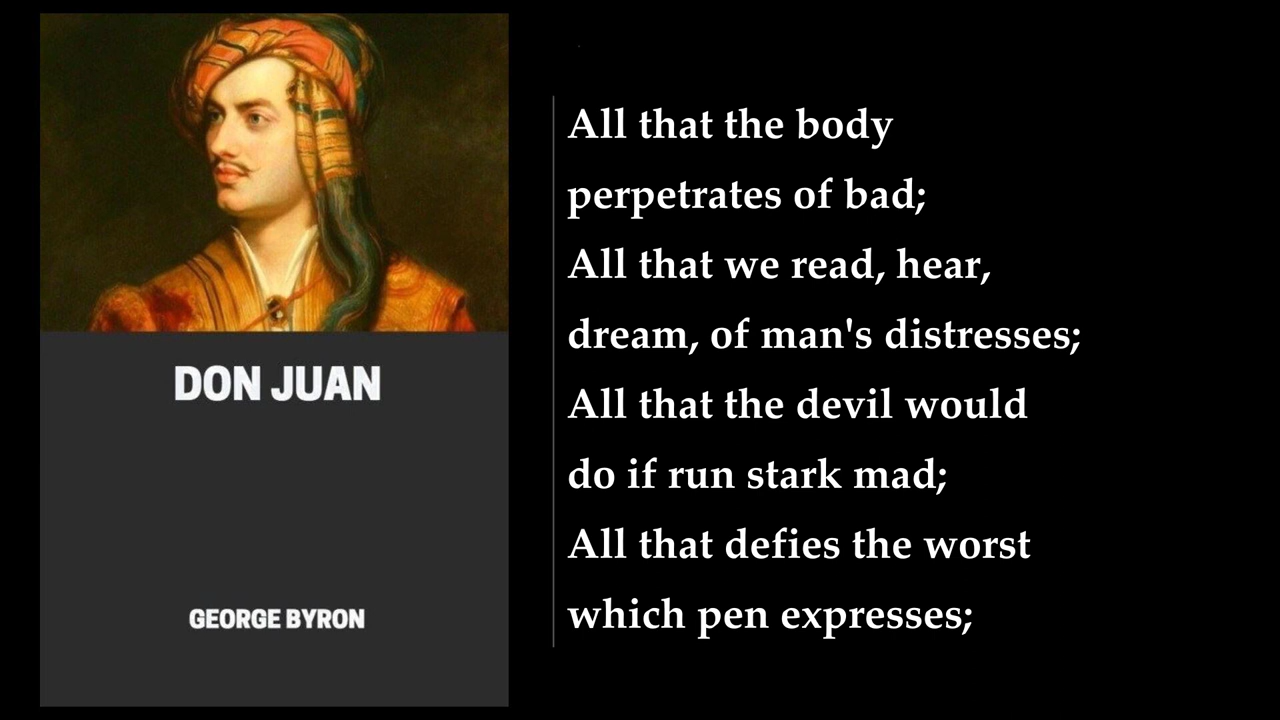 DON JUAN
GEORGE BYRON
All that the body
perpetrates of bad;
All that we read, hear,
dream, of man's distresses;
All that the devil would
do if run stark mad;
All that defies the worst
which pen expresses;